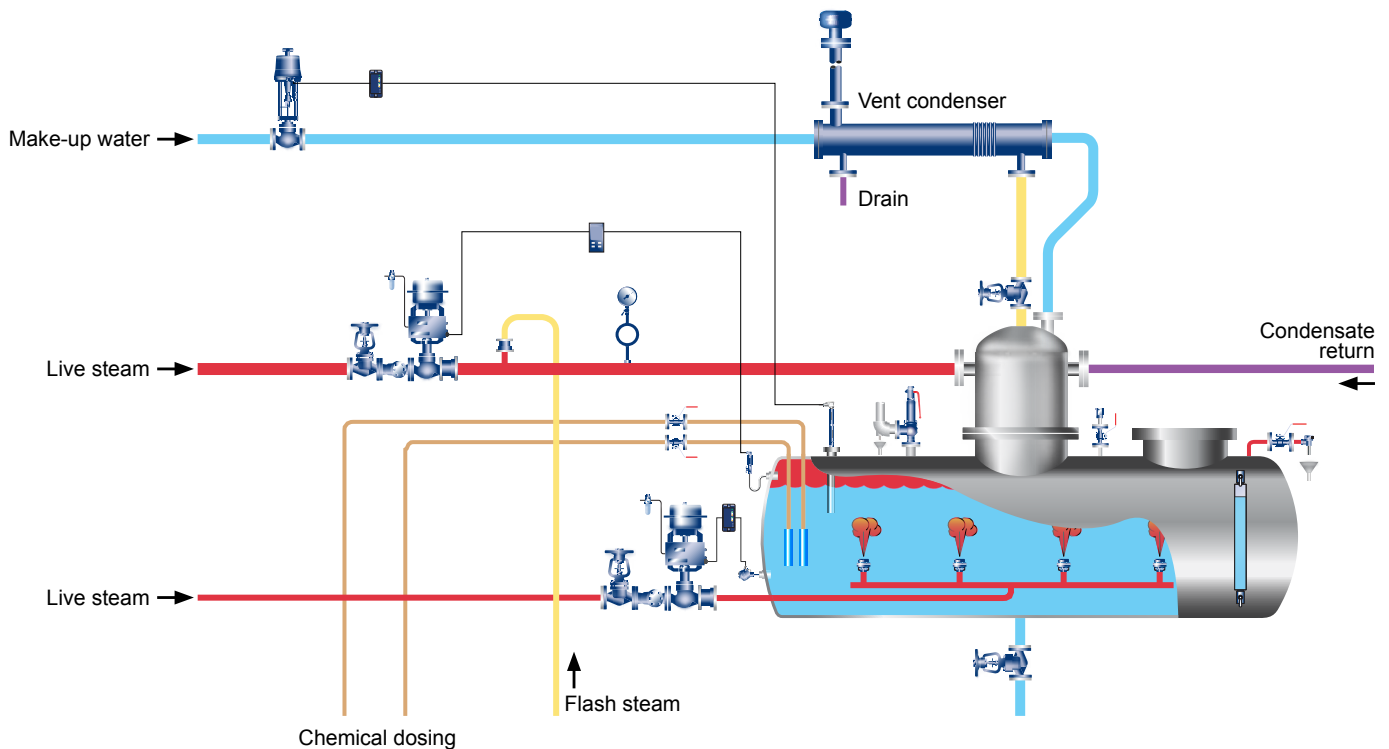 Vent condenser
Make-up water
Drain
Condensate
return
Live steam
Live steam
Flash steam
Chemical dosing